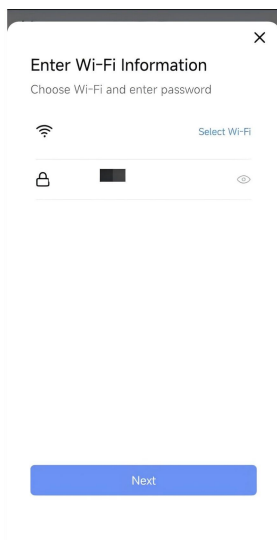 Enter Wi-Fi Information
Choose Wi-Fi and enter password
Select Wi-Fi
Next